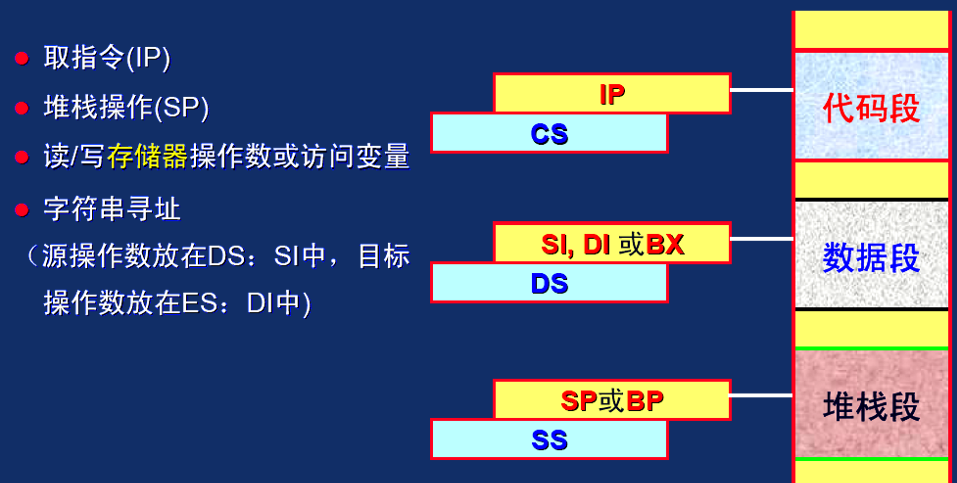 取指令(IP)
堆栈操作(SP)
读/写存储器操作数或访问变量
字符串寻址
（源操作数放在DS：SI中，目标
操作数放在ES：DI中)
IP
CS
代码段
SI, DI 或BX
DS
数据段
SP或BP
SS
堆栈段